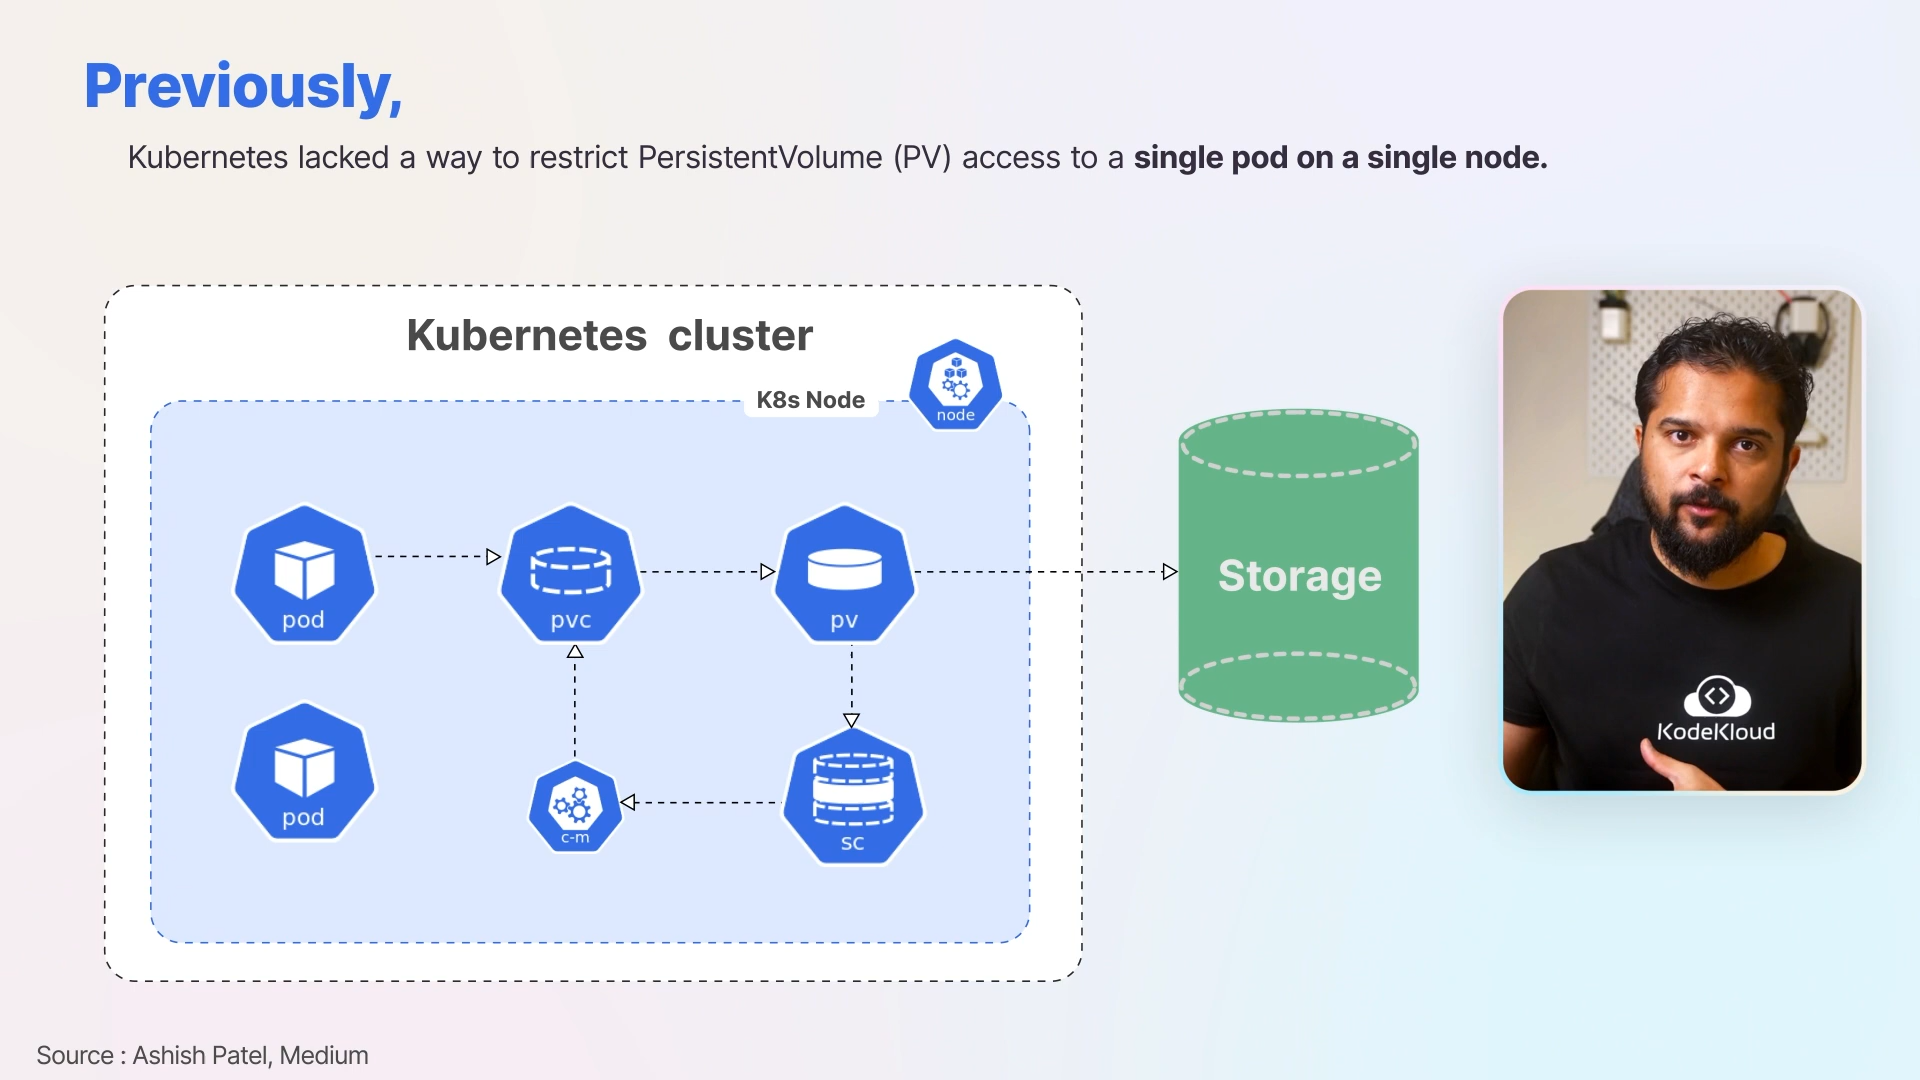 Previously,
Kubernetes lacked a way to restrict PersistentVolume (PV) access to a single pod on a single node.
Kubernetes cluster
K8s Node
node
pod
pvc
pv
Storage
KodeKloud
pod
c-m
sc
Source : Ashish Patel, Medium